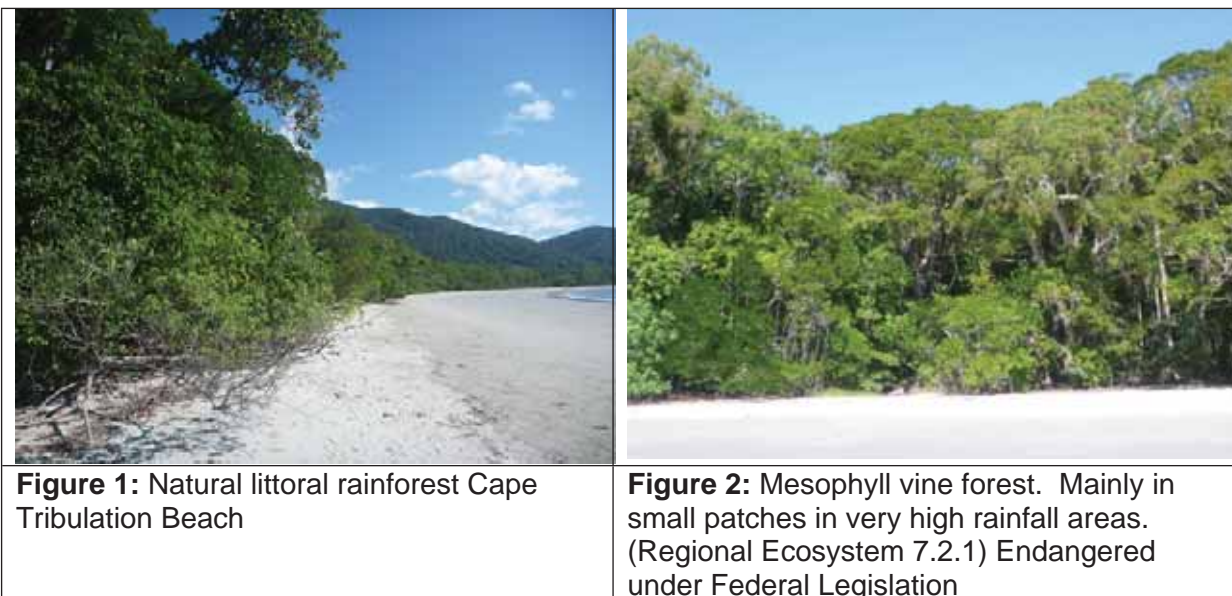 Figure 1: Natural littoral rainforest Cape
Tribulation Beach
Figure 2: Mesophyll vine forest. Mainly in
small patches in very high rainfall areas.
(Regional Ecosystem 7.2.1) Endangered
under Federal Legislation